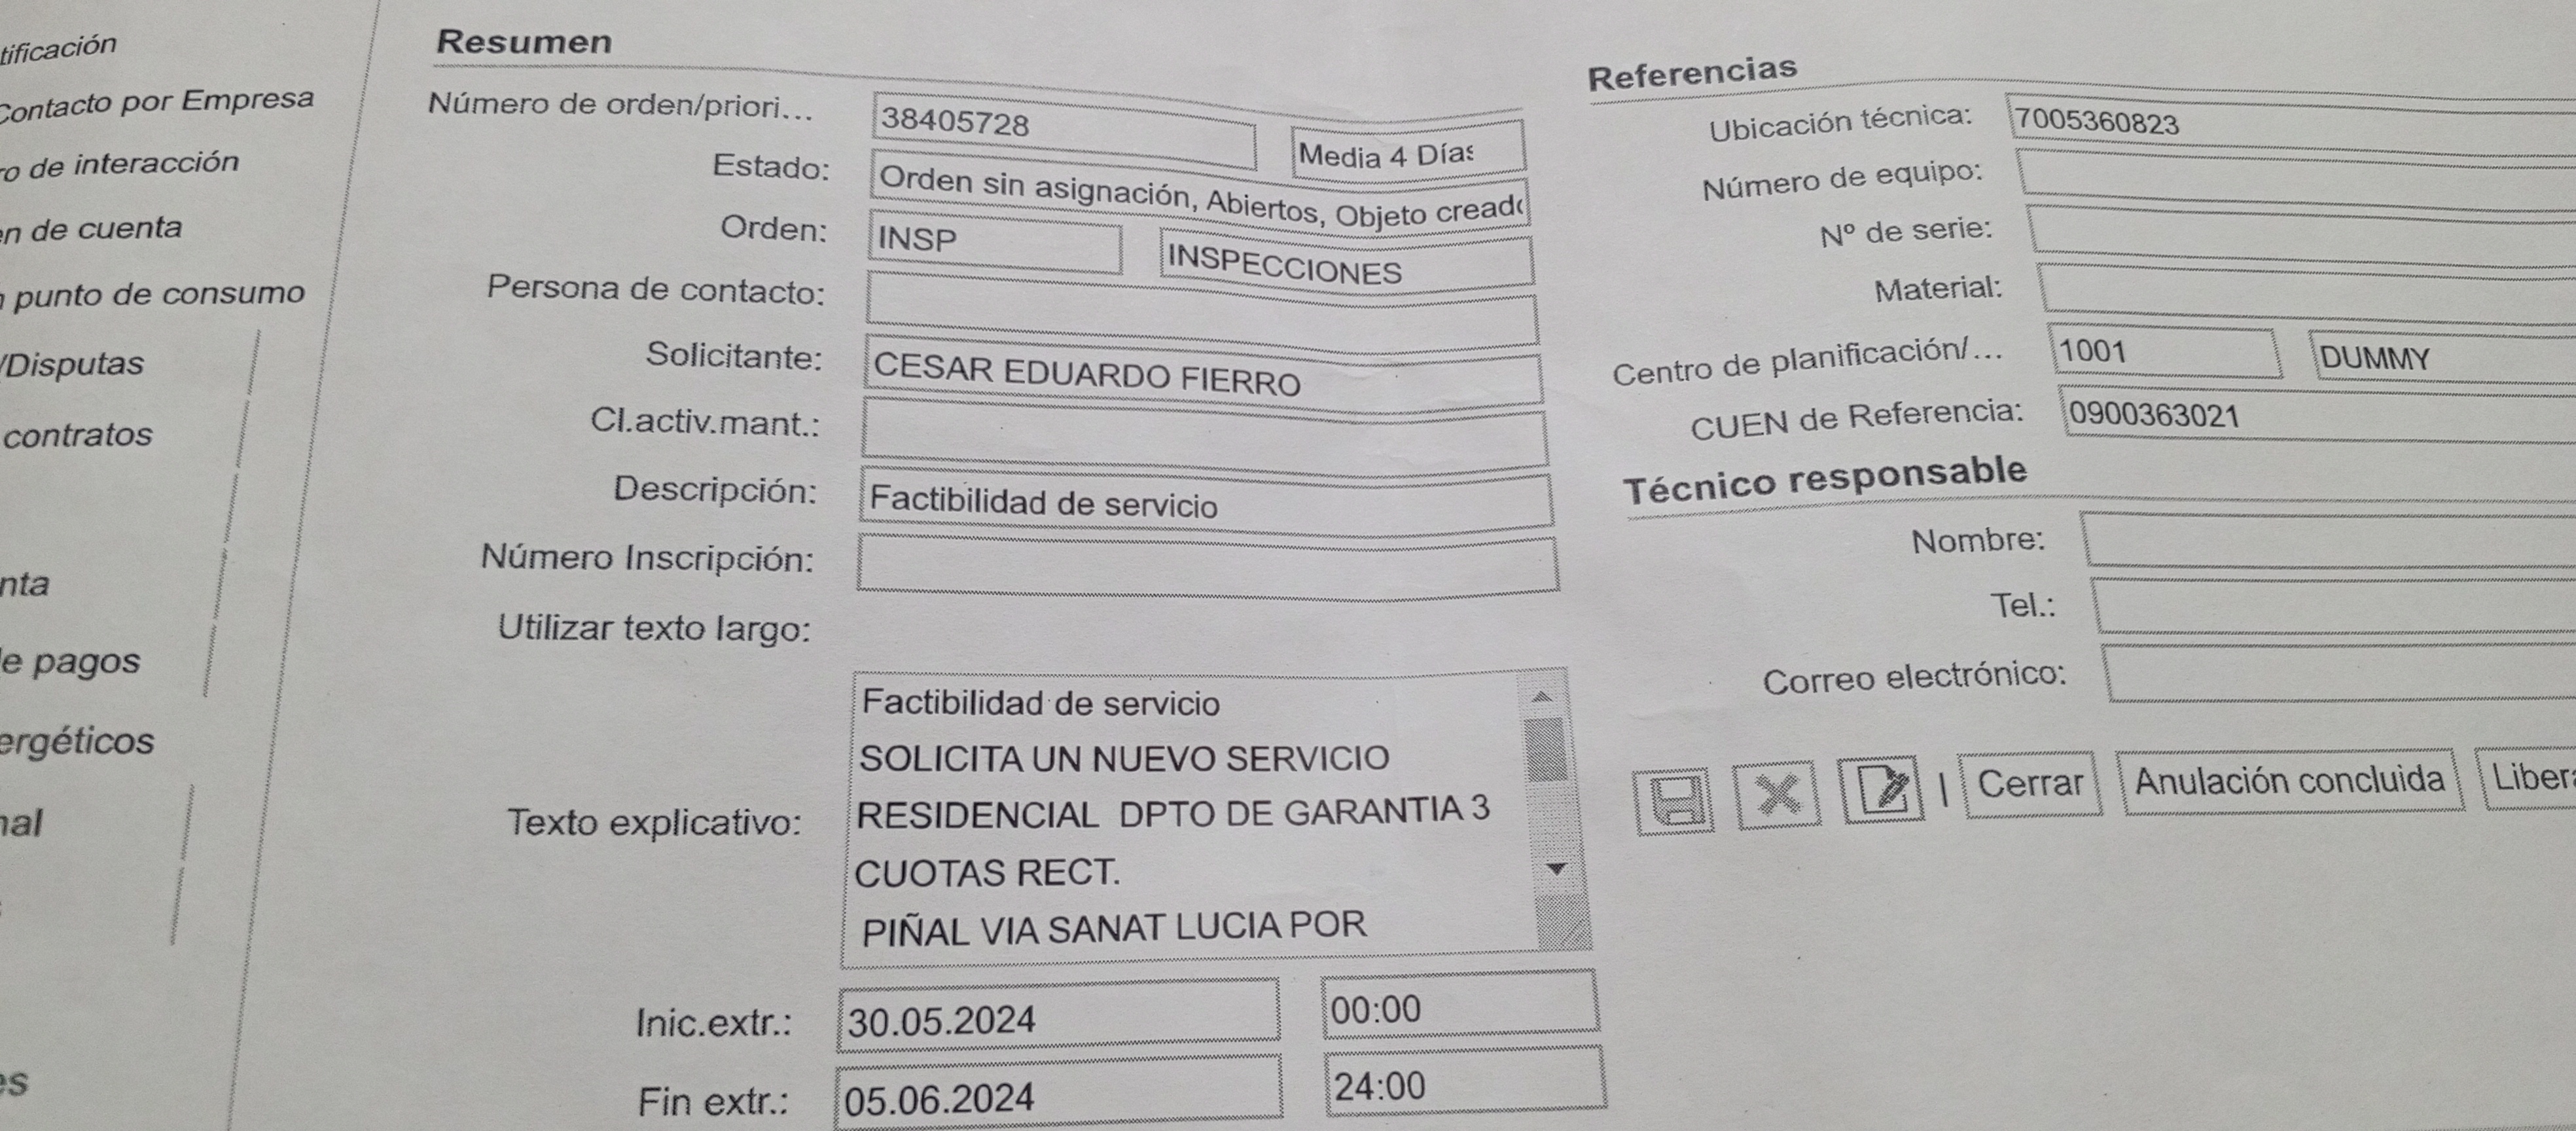 tificación
Contacto por Empresa
ro de interacción
en de cuenta
punto de consumo
/Disputas
contratos
nta
de pagos
ergéticos
nal
es
Resumen
Número de orden/priori... 38405728 Media 4 Días
Estado: Orden sin asignación, Abiertos, Objeto creado
Orden: INSP INSPECCIONES
Persona de contacto:
Solicitante: CESAR EDUARDO FIERRO
Cl.activ.mant.:
Descripción: Factibilidad de servicio
Número Inscripción:
Utilizar texto largo:
Texto explicativo:
Factibilidad de servicio
SOLICITA UN NUEVO SERVICIO
RESIDENCIAL DPTO DE GARANTIA 3
CUOTAS RECT.
PIÑAL VIA SANAT LUCIA POR
Inic.extr.: 30.05.2024 00:00
Fin extr.: 05.06.2024 24:00
Referencias
Ubicación técnica: 7005360823
Número de equipo:
Nº de serie:
Material:
Centro de planificación/... 1001 DUMMY
CUEN de Referencia: 0900363021
Técnico responsable
Nombre:
Tel.:
Correo electrónico:
| Cerrar Anulación concluida Liber